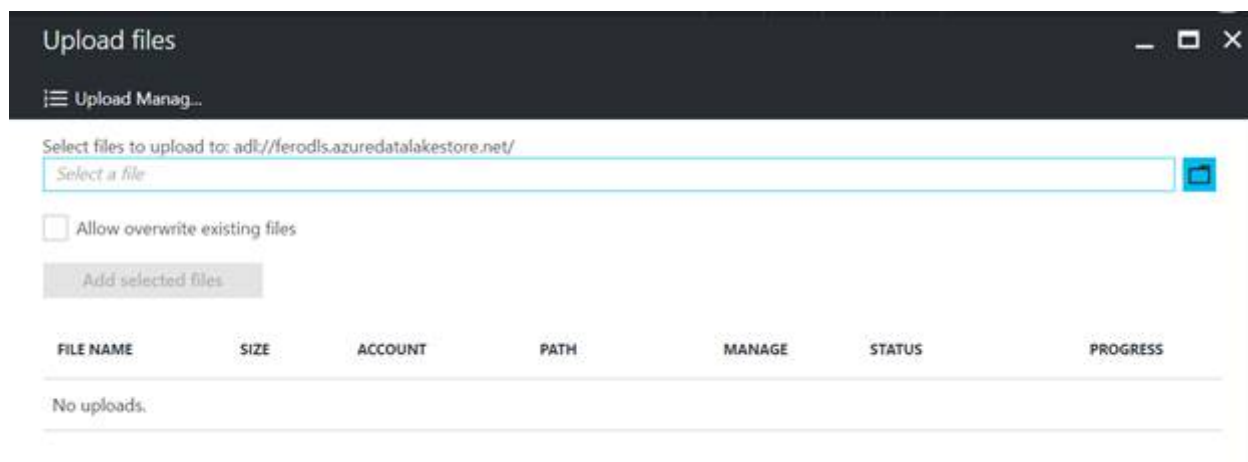 Upload files
Upload Manag...
Select files to upload to: adl://ferodls.azuredatalakestore.net/
Select a file
Allow overwrite existing files
Add selected files
FILE NAME SIZE ACCOUNT PATH MANAGE STATUS PROGRESS
No uploads.